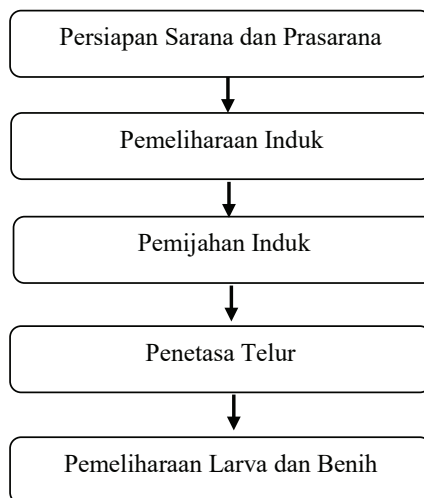 Persiapan Sarana dan Prasarana
Pemeliharaan Induk
Pemijahan Induk
Penetasa Telur
Pemeliharaan Larva dan Benih